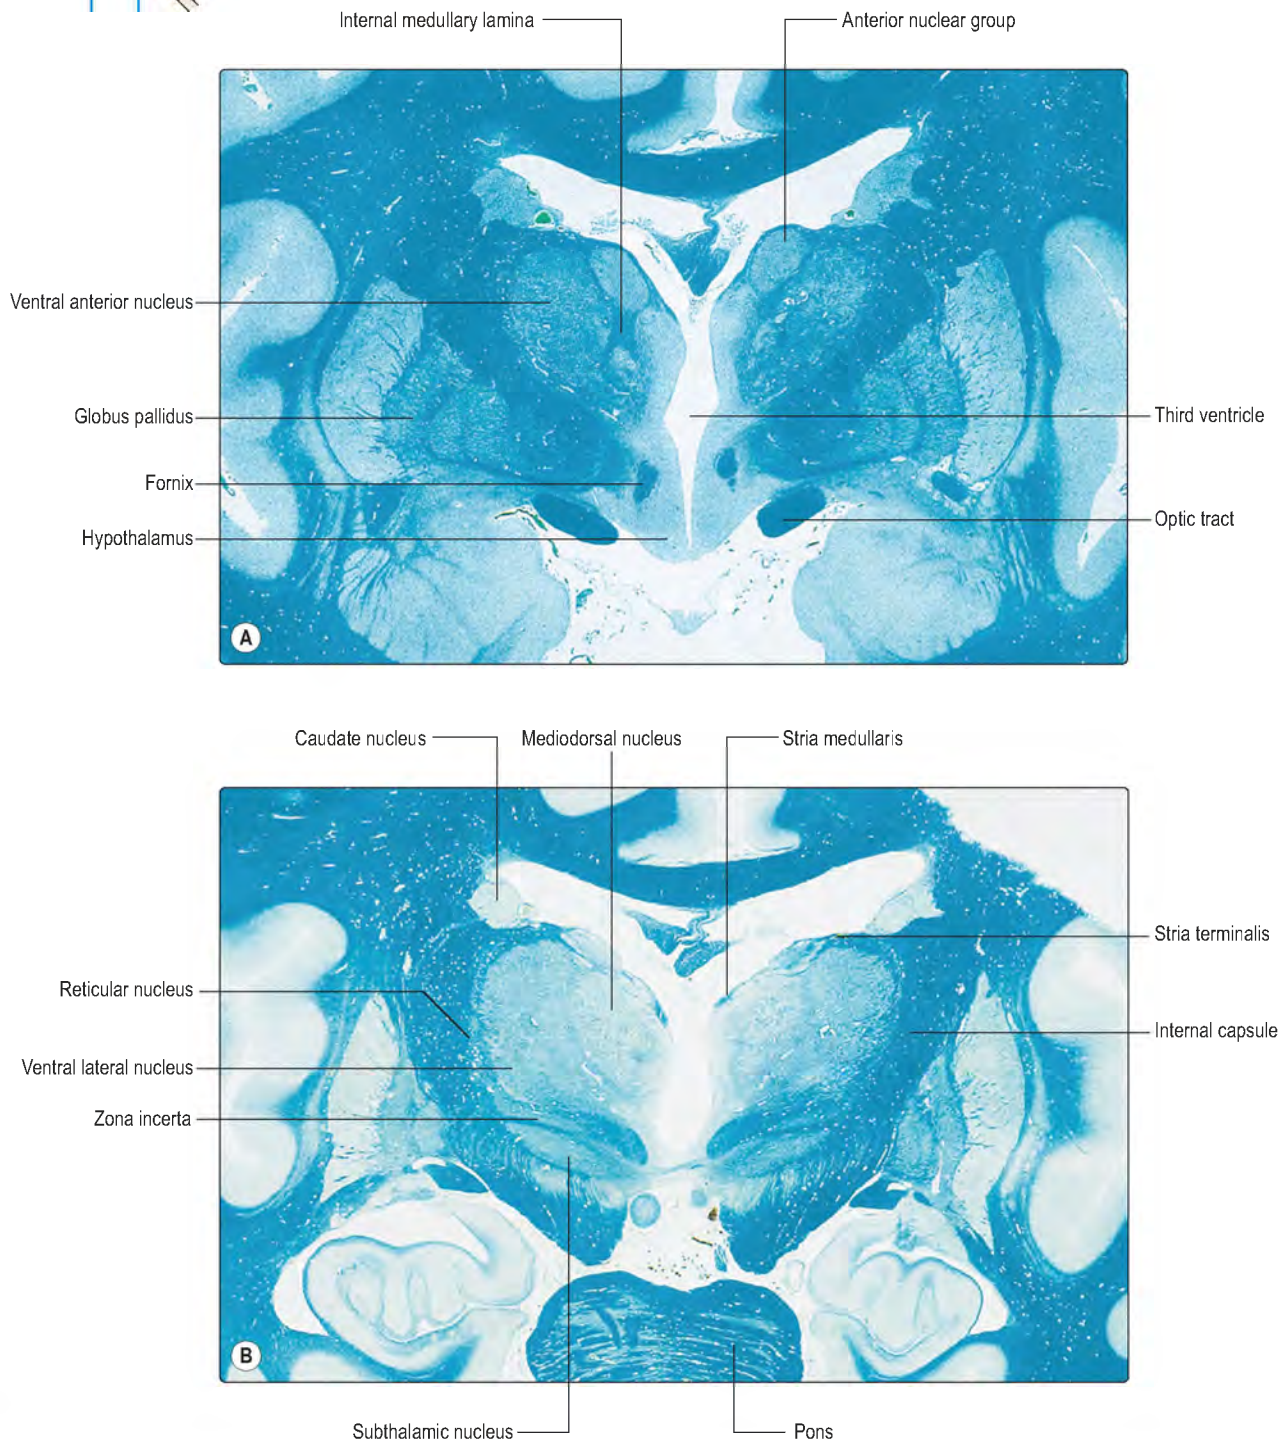 Internal medullary lamina
Anterior nuclear group
Ventral anterior nucleus
Globus pallidus
Third ventricle
Fornix
Optic tract
Hypothalamus
A
Caudate nucleus
Mediodorsal nucleus
Stria medullaris
Stria terminalis
Reticular nucleus
Internal capsule
Ventral lateral nucleus
Zona incerta
B
Subthalamic nucleus
Pons